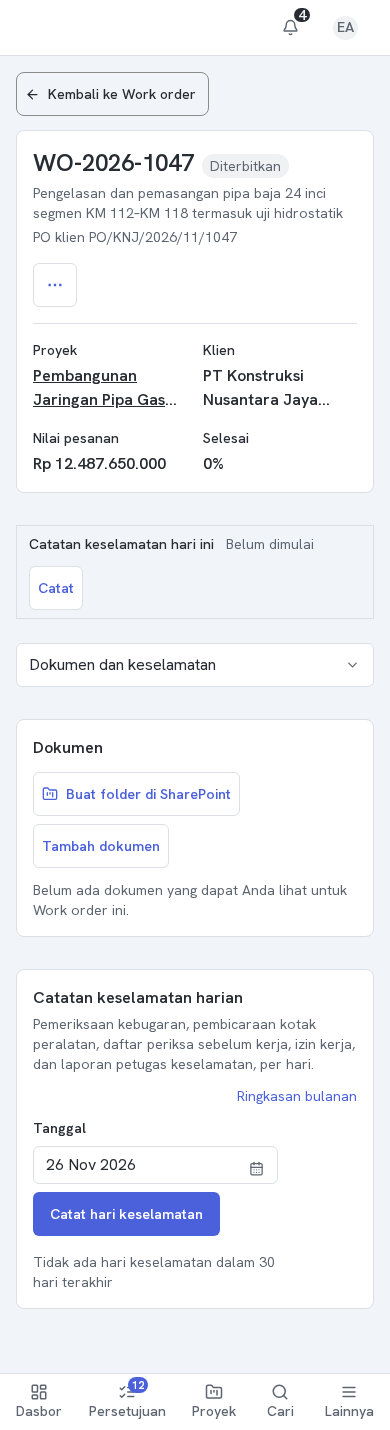 4
EA
Kembali ke Work order
WO-2026-1047 Diterbitkan
Pengelasan dan pemasangan pipa baja 24 inci
segmen KM 112–KM 118 termasuk uji hidrostatik
PO klien PO/KNJ/2026/11/1047
Proyek
Pembangunan
Jaringan Pipa Gas...
Klien
PT Konstruksi
Nusantara Jaya...
Nilai pesanan
Rp 12.487.650.000
Selesai
0%
Catatan keselamatan hari ini Belum dimulai
Catat
Dokumen dan keselamatan
Dokumen
Buat folder di SharePoint
Tambah dokumen
Belum ada dokumen yang dapat Anda lihat untuk
Work order ini.
Catatan keselamatan harian
Pemeriksaan kebugaran, pembicaraan kotak
peralatan, daftar periksa sebelum kerja, izin kerja,
dan laporan petugas keselamatan, per hari.
Ringkasan bulanan
Tanggal
26 Nov 2026
Catat hari keselamatan
Tidak ada hari keselamatan dalam 30
hari terakhir
12
Dasbor Persetujuan Proyek Cari Lainnya